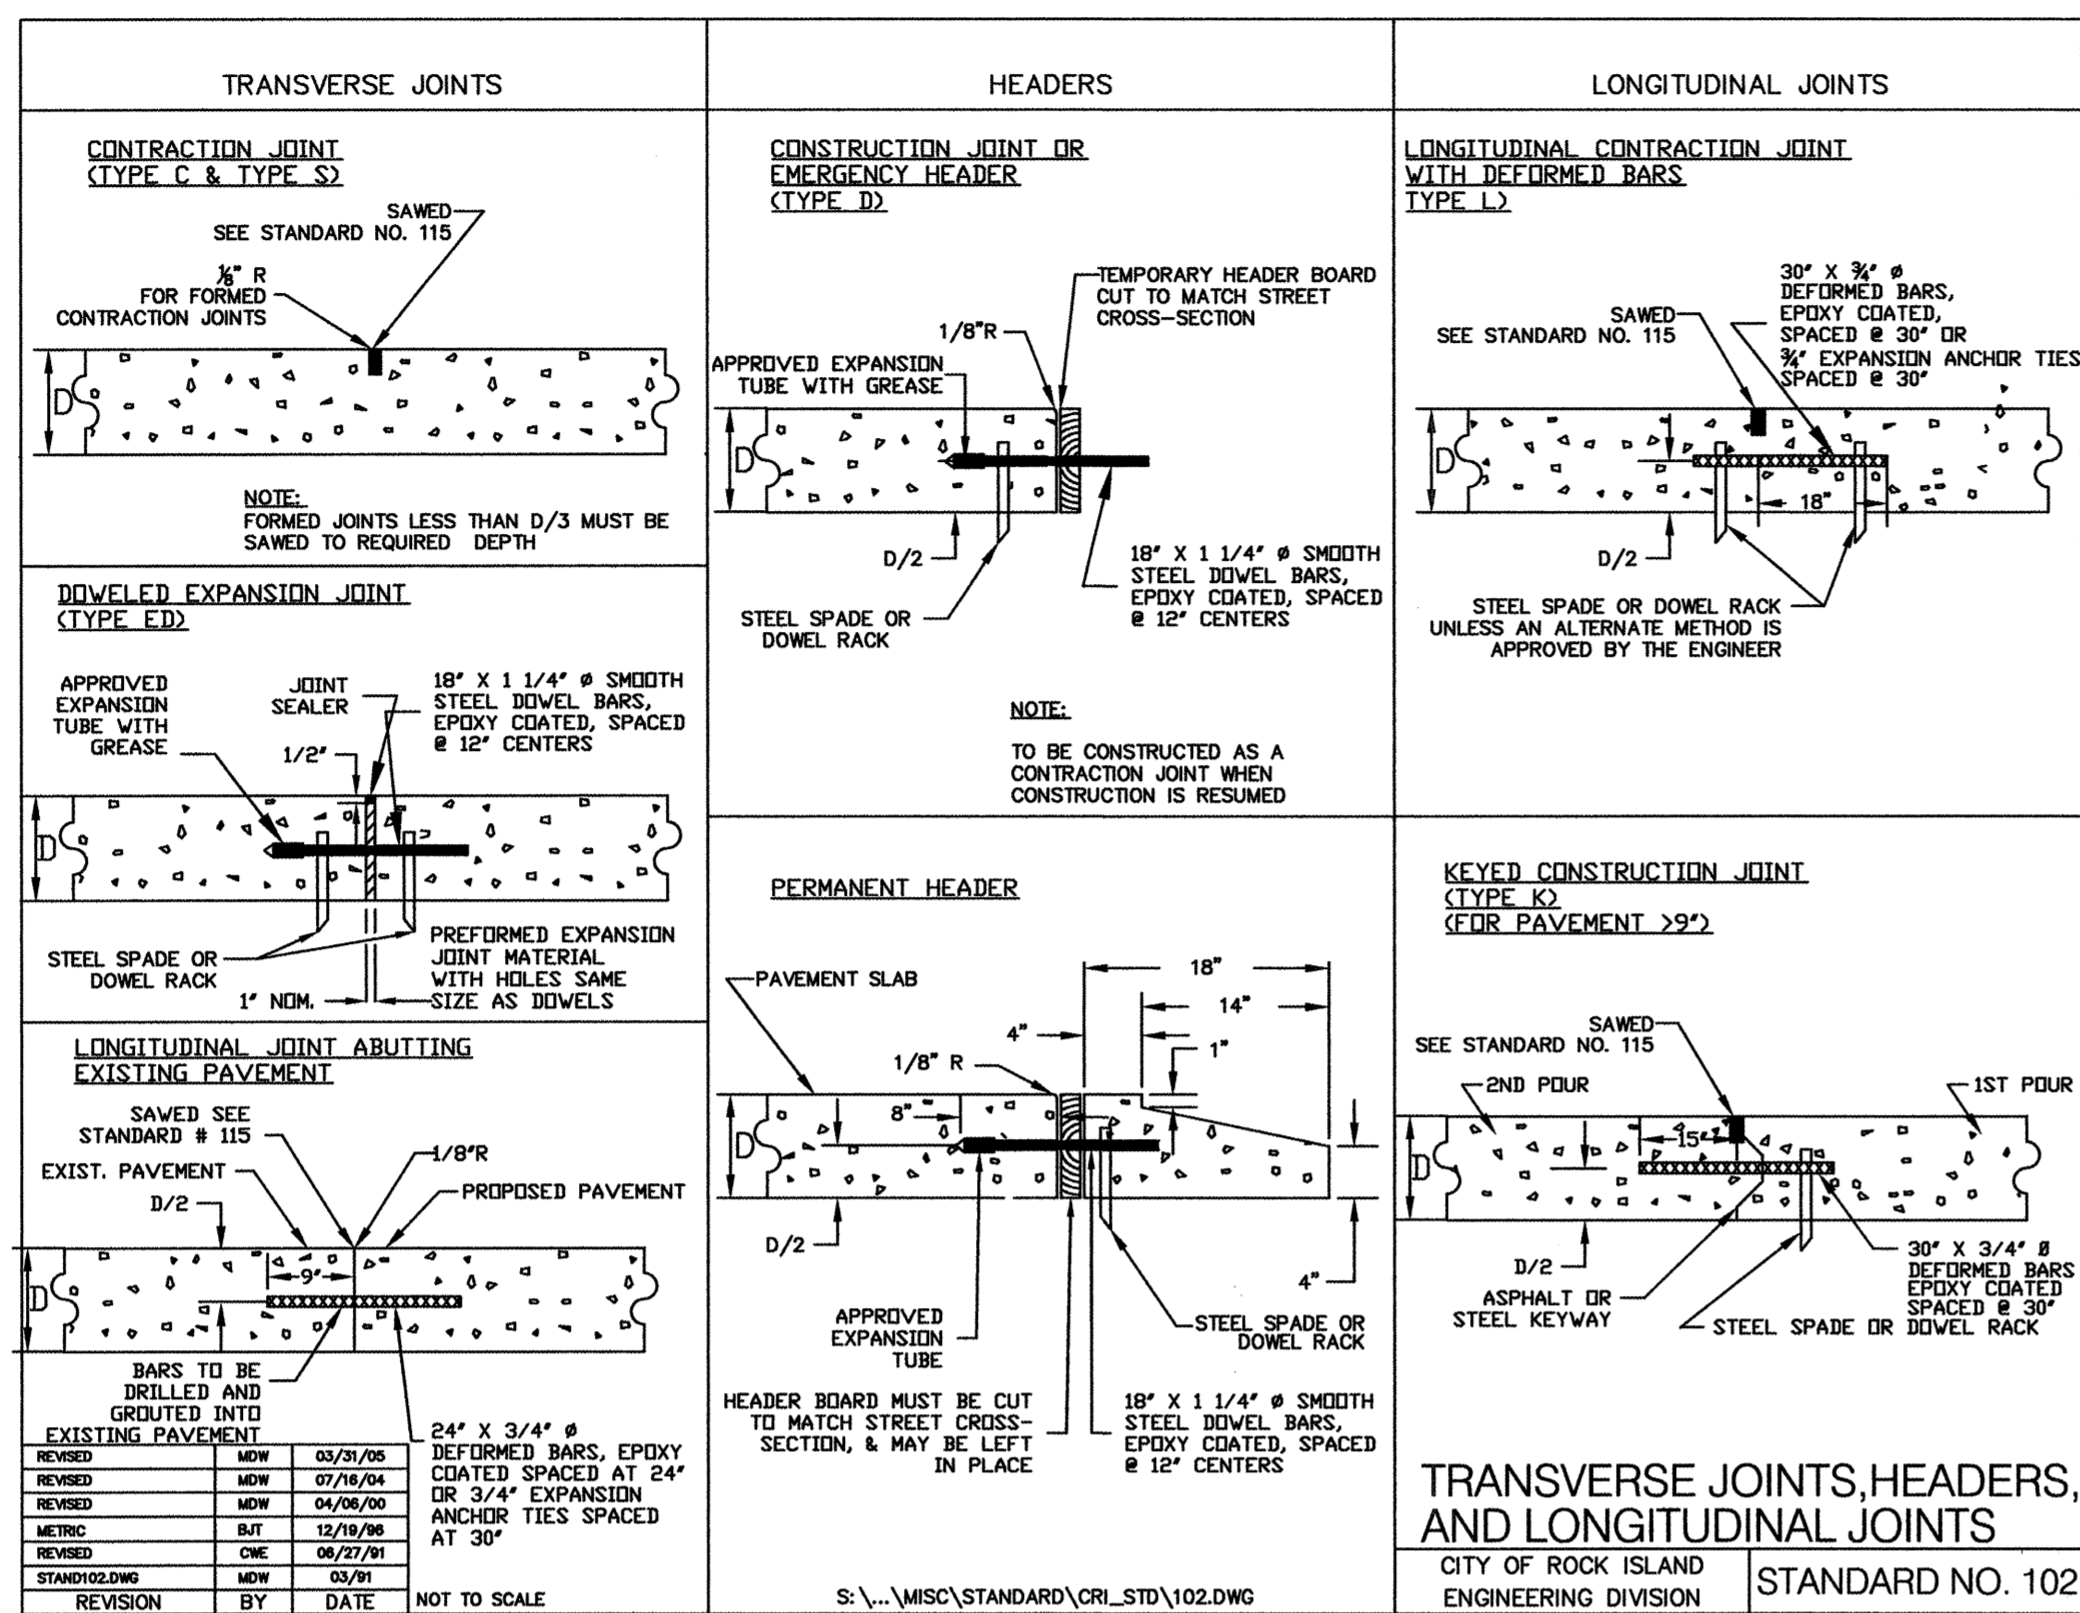 TRANSVERSE JOINTS
CONTRACTION JOINT
(TYPE C & TYPE S)
SAWED
SEE STANDARD NO. 115
1/8" R
FOR FORMED
CONTRACTION JOINTS
D
NOTE:
FORMED JOINTS LESS THAN D/3 MUST BE
SAWED TO REQUIRED DEPTH
DOWELED EXPANSION JOINT
(TYPE ED)
APPROVED
EXPANSION
TUBE WITH
GREASE
JOINT
SEALER
1/2"
18" X 1 1/4" Ø SMOOTH
STEEL DOWEL BARS,
EPOXY COATED, SPACED
@ 12" CENTERS
D
STEEL SPADE OR
DOWEL RACK
1" NOM.
PREFORMED EXPANSION
JOINT MATERIAL
WITH HOLES SAME
SIZE AS DOWELS
LONGITUDINAL JOINT ABUTTING
EXISTING PAVEMENT
SAWED SEE
STANDARD # 115
1/8"R
EXIST. PAVEMENT
PROPOSED PAVEMENT
D/2
9"
D
BARS TO BE
DRILLED AND
GROUTED INTO
EXISTING PAVEMENT
24" X 3/4" Ø
DEFORMED BARS, EPOXY
COATED SPACED AT 24"
OR 3/4" EXPANSION
ANCHOR TIES SPACED
AT 30"
REVISED MDW 03/31/05
REVISED MDW 07/16/04
REVISED MDW 04/06/00
METRIC BJT 12/19/96
REVISED CWE 06/27/91
STAND102.DWG MDW 03/91
REVISION BY DATE
NOT TO SCALE
HEADERS
CONSTRUCTION JOINT OR
EMERGENCY HEADER
(TYPE D)
TEMPORARY HEADER BOARD
CUT TO MATCH STREET
CROSS-SECTION
1/8"R
APPROVED EXPANSION
TUBE WITH GREASE
D
D/2
STEEL SPADE OR
DOWEL RACK
18" X 1 1/4" Ø SMOOTH
STEEL DOWEL BARS,
EPOXY COATED, SPACED
@ 12" CENTERS
NOTE:
TO BE CONSTRUCTED AS A
CONTRACTION JOINT WHEN
CONSTRUCTION IS RESUMED
PERMANENT HEADER
PAVEMENT SLAB
18"
14"
4"
1"
1/8" R
8"
D
D/2
4"
APPROVED
EXPANSION
TUBE
STEEL SPADE OR
DOWEL RACK
HEADER BOARD MUST BE CUT
TO MATCH STREET CROSS-
SECTION, & MAY BE LEFT
IN PLACE
18" X 1 1/4" Ø SMOOTH
STEEL DOWEL BARS,
EPOXY COATED, SPACED
@ 12" CENTERS
S:\...\MISC\STANDARD\CRI_STD\102.DWG
LONGITUDINAL JOINTS
LONGITUDINAL CONTRACTION JOINT
WITH DEFORMED BARS
TYPE L)
SAWED
SEE STANDARD NO. 115
30" X 3/4" Ø
DEFORMED BARS,
EPOXY COATED,
SPACED @ 30" OR
3/4" EXPANSION ANCHOR TIES
SPACED @ 30"
D
18"
D/2
STEEL SPADE OR DOWEL RACK
UNLESS AN ALTERNATE METHOD IS
APPROVED BY THE ENGINEER
KEYED CONSTRUCTION JOINT
(TYPE K)
(FOR PAVEMENT >9")
SAWED
SEE STANDARD NO. 115
2ND POUR
1ST POUR
15"
D
D/2
ASPHALT OR
STEEL KEYWAY
30" X 3/4" Ø
DEFORMED BARS
EPOXY COATED
SPACED @ 30"
STEEL SPADE OR DOWEL RACK
TRANSVERSE JOINTS, HEADERS,
AND LONGITUDINAL JOINTS
CITY OF ROCK ISLAND
ENGINEERING DIVISION
STANDARD NO. 102